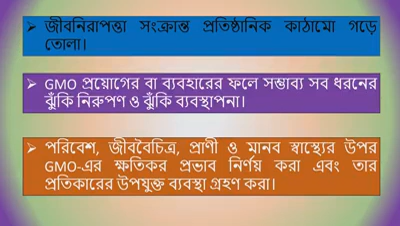 ➢ জীবনিরাপত্তা সংক্রান্ত প্রতিষ্ঠানিক কাঠামো গড়ে
তোলা।
➢ GMO প্রয়োগের বা ব্যবহারের ফলে সম্ভাব্য সব ধরনের
ঝুঁকি নিরুপণ ও ঝুঁকি ব্যবস্থাপনা।
➢ পরিবেশ, জীববৈচিত্র, প্রাণী ও মানব স্বাস্থ্যের উপর
GMO-এর ক্ষতিকর প্রভাব নির্ণয় করা এবং তার
প্রতিকারের উপযুক্ত ব্যবস্থা গ্রহণ করা।